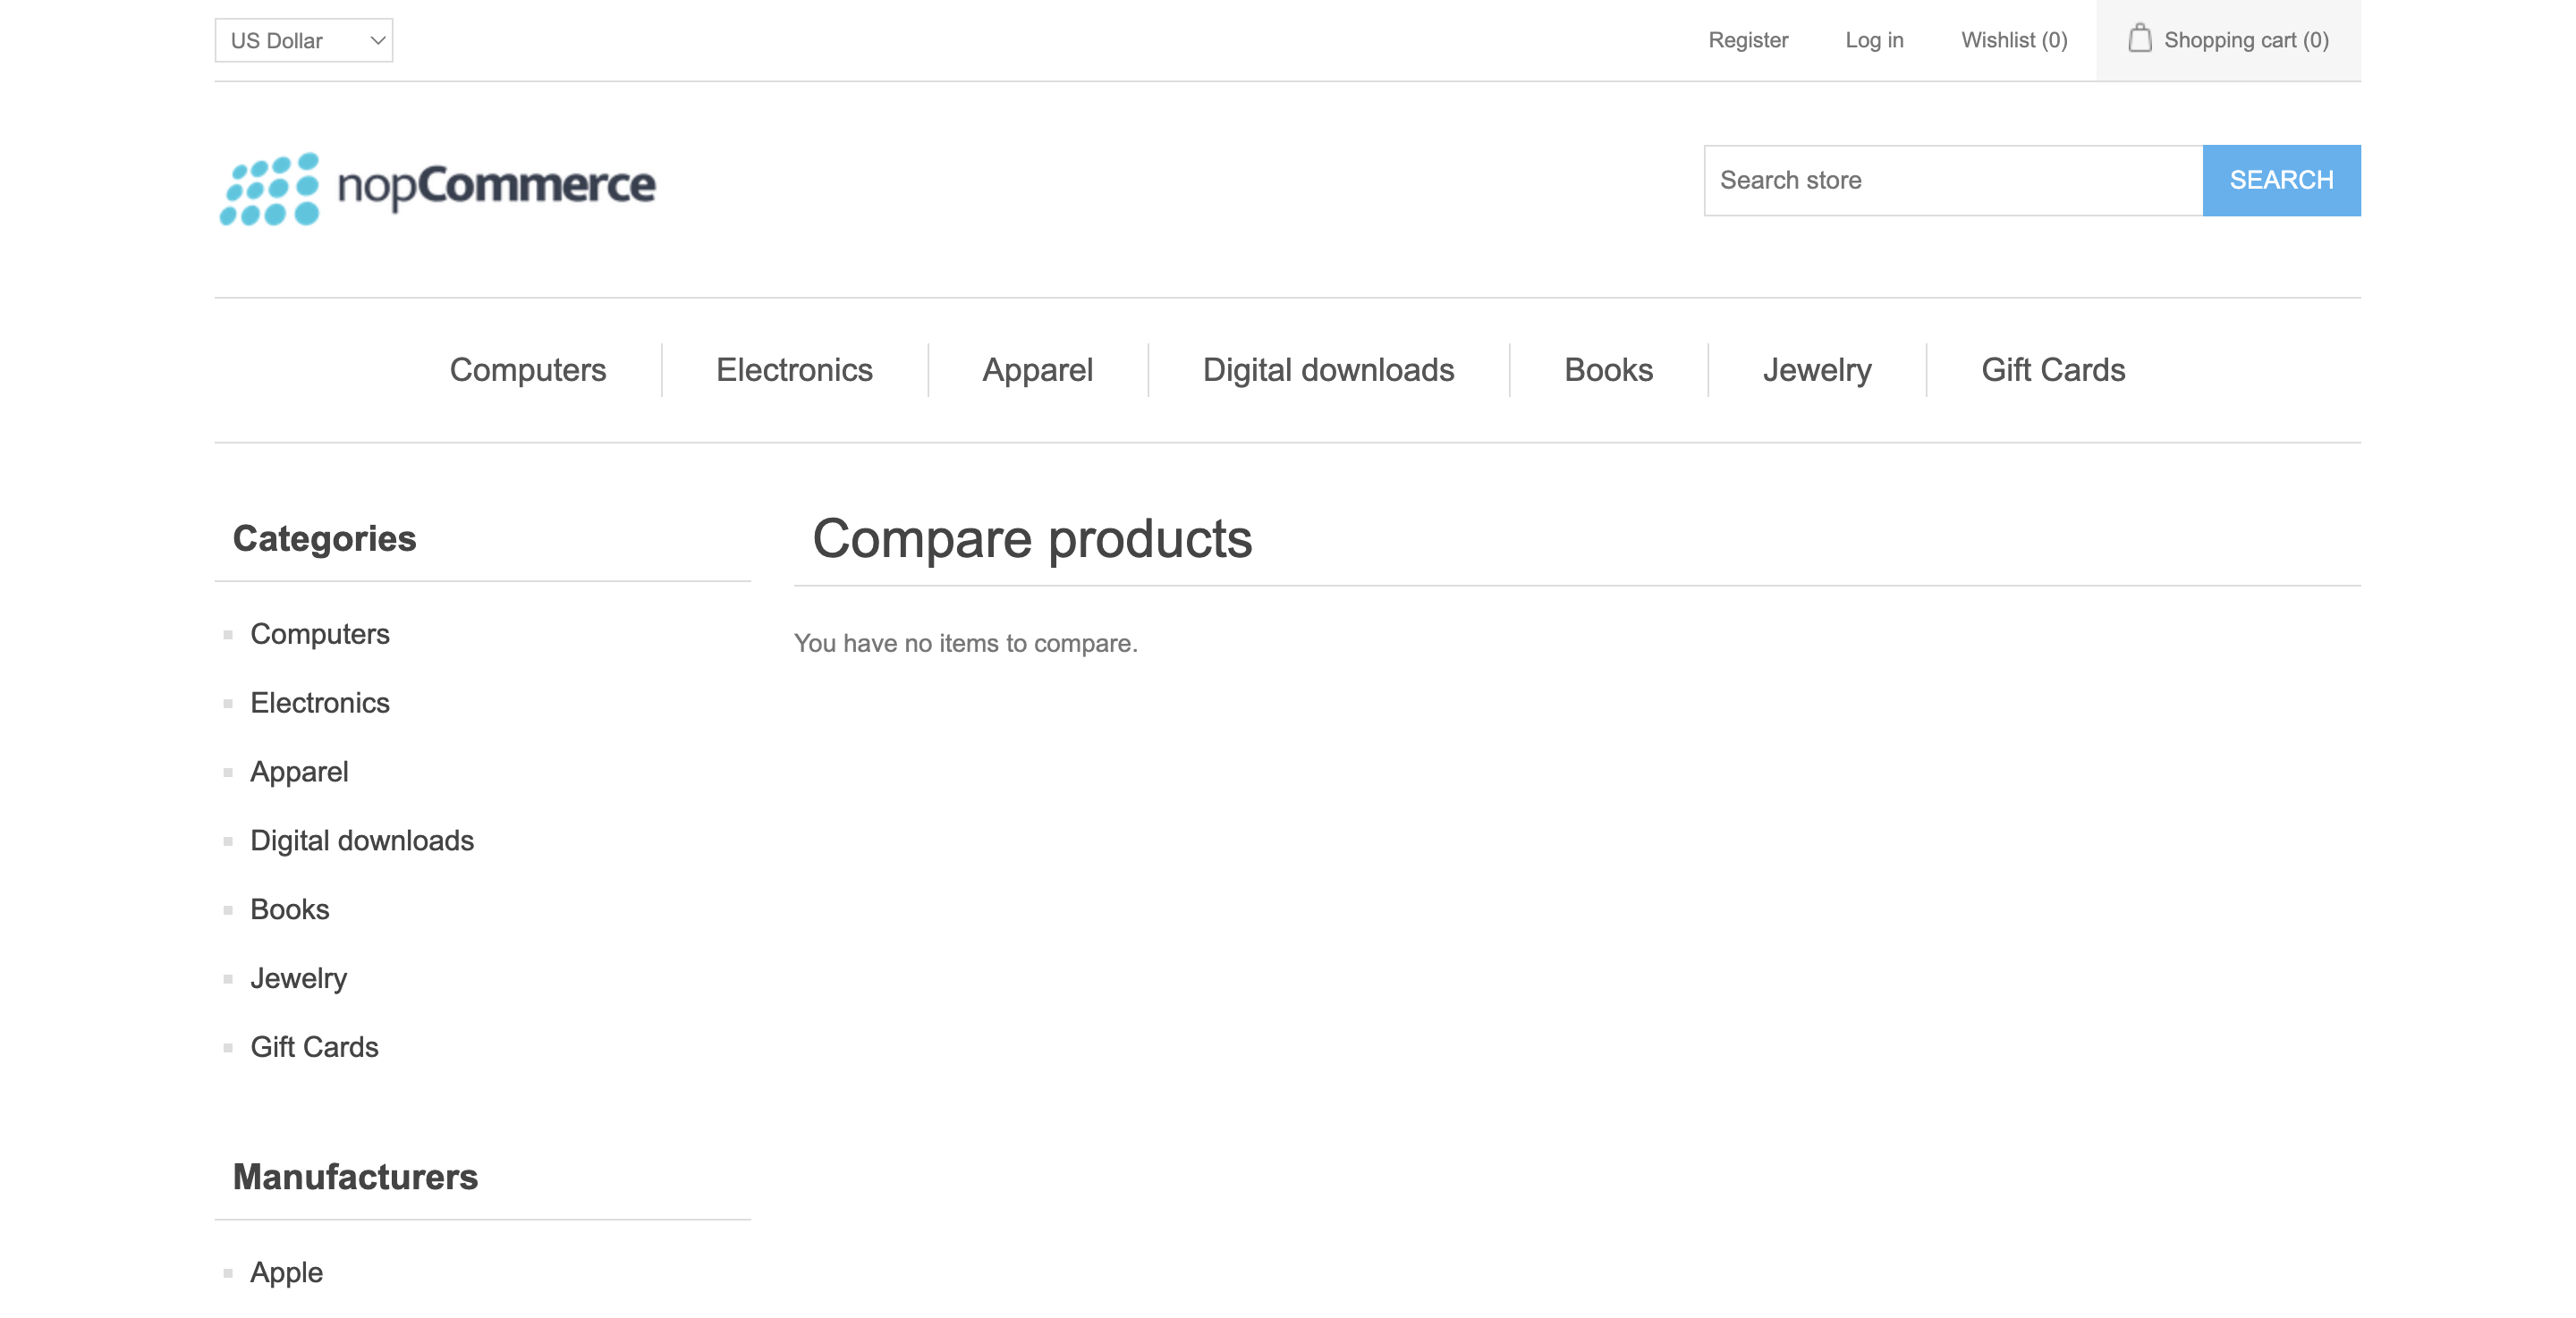 US Dollar
Register
Log in
Wishlist (0)
Shopping cart (0)
nopCommerce
Search store
SEARCH
Computers
Electronics
Apparel
Digital downloads
Books
Jewelry
Gift Cards
Categories
Computers
Electronics
Apparel
Digital downloads
Books
Jewelry
Gift Cards
Manufacturers
Apple
Compare products
You have no items to compare.